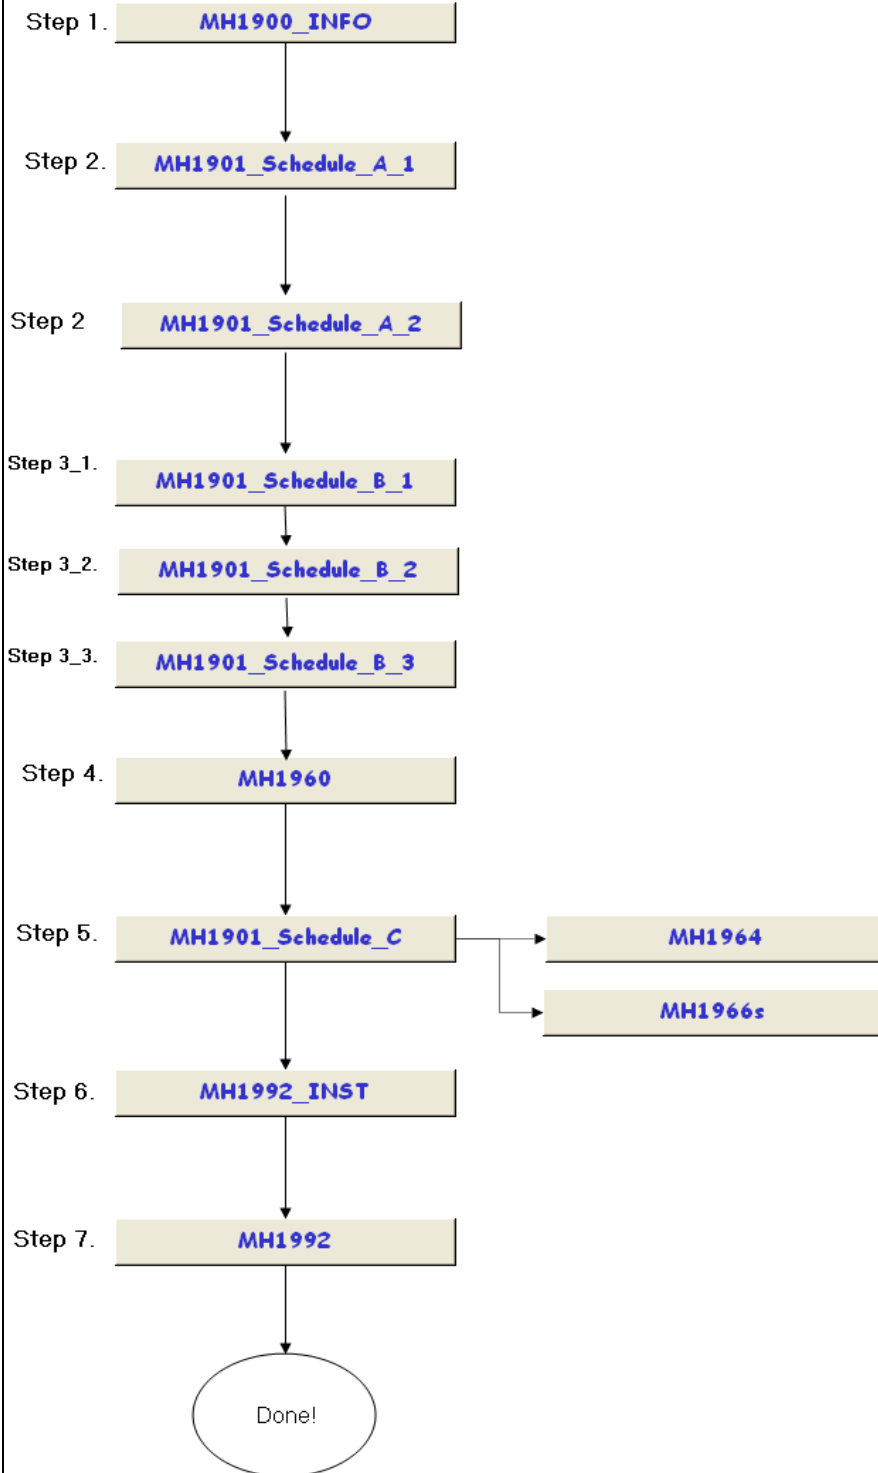 Step 1. MH1900_INFO
Step 2. MH1901_Schedule_A_1
Step 2 MH1901_Schedule_A_2
Step 3_1. MH1901_Schedule_B_1
Step 3_2. MH1901_Schedule_B_2
Step 3_3. MH1901_Schedule_B_3
Step 4. MH1960
Step 5. MH1901_Schedule_C MH1964
MH1966s
Step 6. MH1992_INST
Step 7. MH1992
Done!